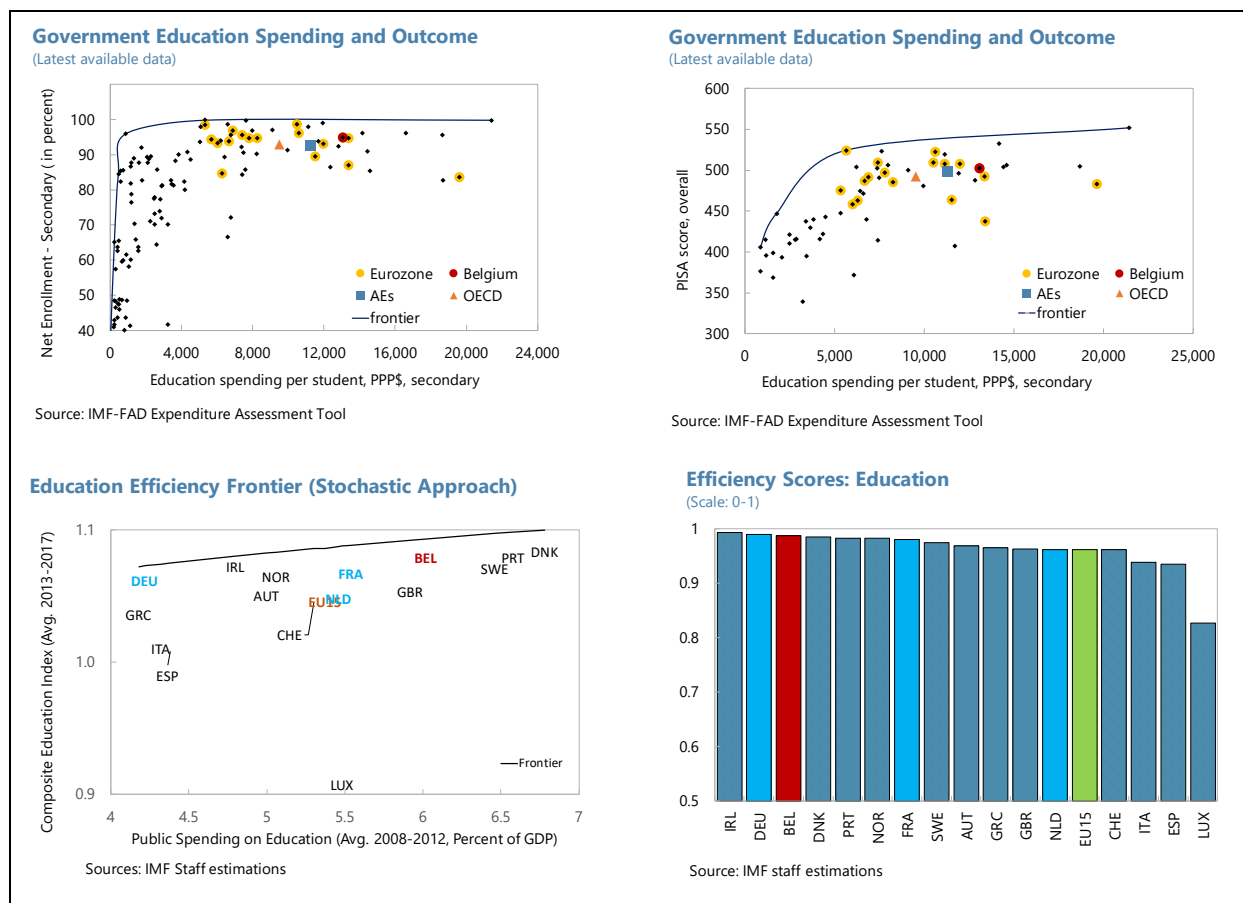 Government Education Spending and Outcome
(Latest available data)
Net Enrollment - Secondary ( in percent)
100
90
80
70
60
50
40
0
4,000
8,000
12,000
16,000
20,000
24,000
Eurozone
Belgium
AEs
OECD
frontier
Education spending per student, PPP$, secondary
Source: IMF-FAD Expenditure Assessment Tool
Government Education Spending and Outcome
(Latest available data)
PISA score, overall
600
550
500
450
400
350
300
0
5,000
10,000
15,000
20,000
25,000
Eurozone
Belgium
AEs
OECD
frontier
Education spending per student, PPP$, secondary
Source: IMF-FAD Expenditure Assessment Tool
Education Efficiency Frontier (Stochastic Approach)
Composite Education Index (Avg. 2013-2017)
1.1
1.0
0.9
4
4.5
5
5.5
6
6.5
7
DEU
IRL
NOR
FRA
BEL
PRT
DNK
SWE
AUT
EU15
NLD
GBR
GRC
CHE
ITA
ESP
LUX
Frontier
Public Spending on Education (Avg. 2008-2012, Percent of GDP)
Sources: IMF Staff estimations
Efficiency Scores: Education
(Scale: 0-1)
1
0.9
0.8
0.7
0.6
0.5
IRL
DEU
BEL
DNK
PRT
NOR
FRA
SWE
AUT
GRC
GBR
NLD
EU15
CHE
ITA
ESP
LUX
Source: IMF staff estimations